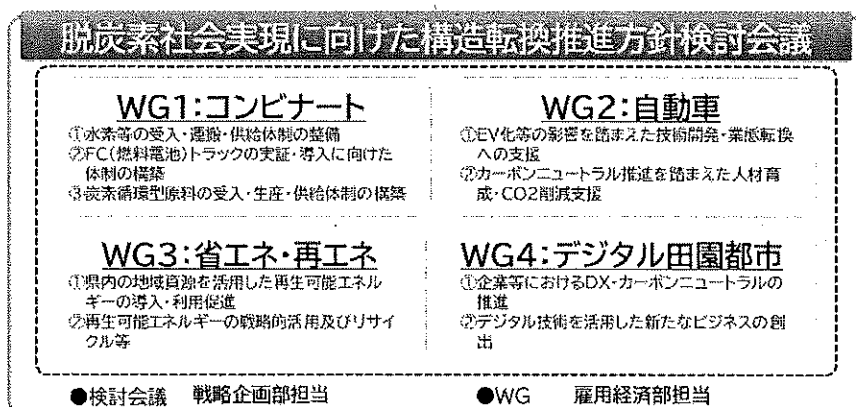 脱炭素社会実現に向けた構造転換推進方針検討会議
WG1:コンビナート
①水素等の受入・運搬・供給体制の整備
②FC(燃料電池)トラックの実証・導入に向けた
体制の構築
③炭素循環型原料の受入・生産・供給体制の構築
WG2:自動車
①EV化等の影響を踏まえた技術開発・業態転換
への支援
②カーボンニュートラル推進を踏まえた人材育
成・CO2削減支援
WG3:省エネ・再エネ
①県内の地域資源を活用した再生可能エネル
ギーの導入・利用促進
②再生可能エネルギーの戦略的活用及びリサイ
クル等
WG4:デジタル田園都市
①企業等におけるDX・カーボンニュートラルの
推進
②デジタル技術を活用した新たなビジネスの創
出
●検討会議 戦略企画部担当
●WG 雇用経済部担当